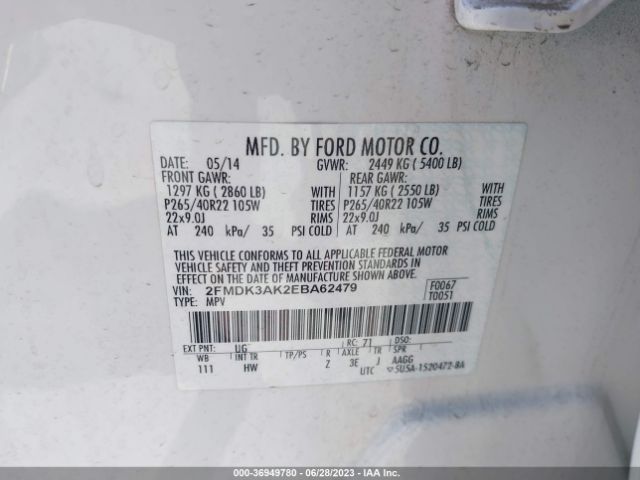 MFD. BY FORD MOTOR CO.
DATE: 05/14 GVWR: 2449 KG ( 5400 LB)
FRONT GAWR: REAR GAWR:
1297 KG ( 2860 LB) WITH 1157 KG ( 2550 LB) WITH
P265/40R22 105W TIRES P265/40R22 105W TIRES
22x9.0J RIMS 22x9.0J RIMS
AT 240 kPa/ 35 PSI COLD AT 240 kPa/ 35 PSI COLD
THIS VEHICLE CONFORMS TO ALL APPLICABLE FEDERAL MOTOR
VEHICLE SAFETY AND THEFT PREVENTION STANDARDS IN EFFECT
ON THE DATE OF MANUFACTURE SHOWN ABOVE.
VIN: 2FMDK3AK2EBA62479 F0067
TYPE: MPV T0051
EXT PNT: UG RC: 71 DSO:
WB INT TR TP/PS R AXLE TR SPR
111 HW Z 3E J AAGG
UTC 5U5A-1520472-BA
000-36949780 - 06/28/2023 - IAA Inc.